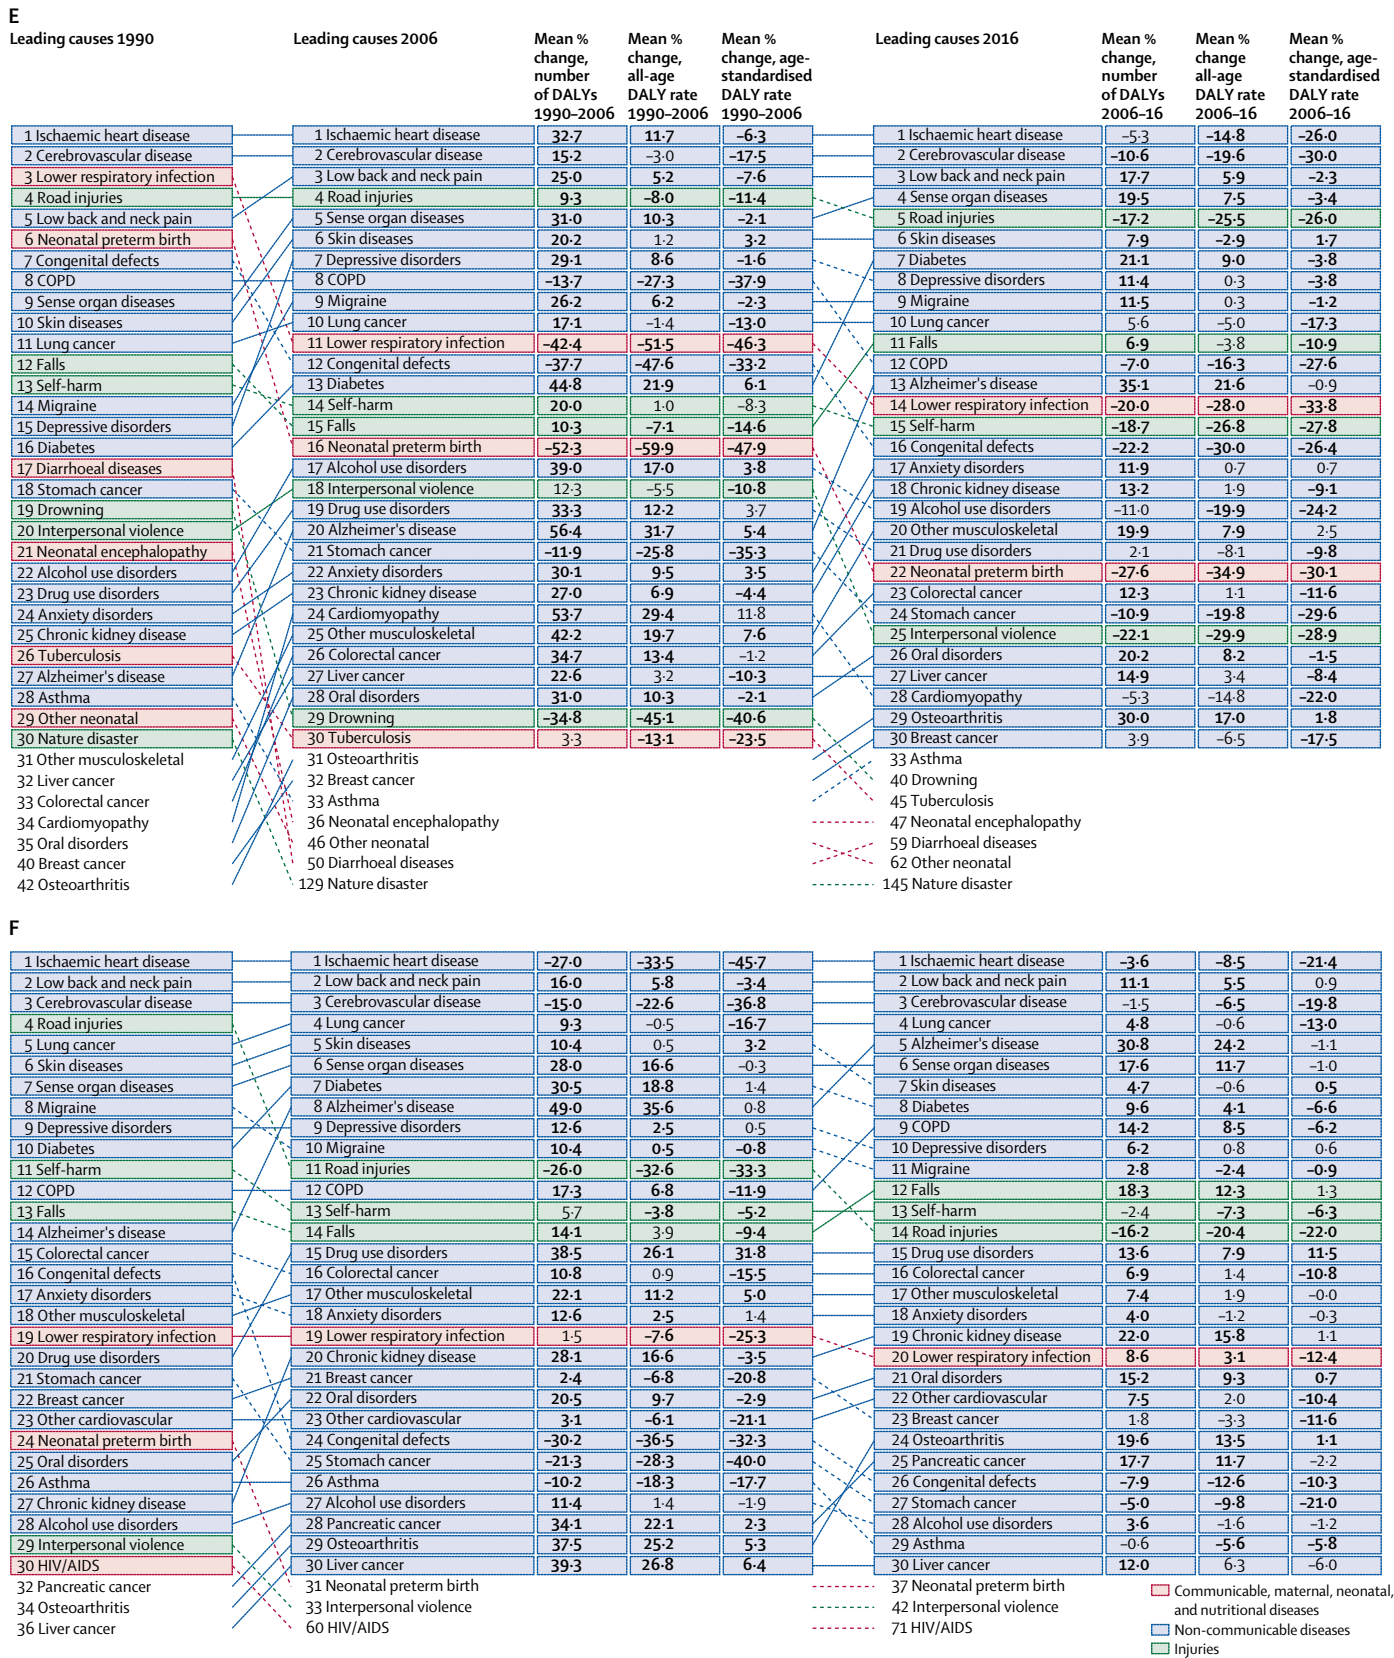 E
Leading causes 1990 Leading causes 2006 Mean % Mean % Mean % Leading causes 2016 Mean % Mean % Mean %
change, change, change, age- change, change change, age-
number all-age standardised number all-age standardised
of DALYs DALY rate DALY rate of DALYs DALY rate DALY rate
1990–2006 1990–2006 1990–2006 2006–16 2006–16 2006–16
1 Ischaemic heart disease 1 Ischaemic heart disease 32·7 11·7 –6·3 1 Ischaemic heart disease –5·3 –14·8 –26·0
2 Cerebrovascular disease 2 Cerebrovascular disease 15·2 –3·0 –17·5 2 Cerebrovascular disease –10·6 –19·6 –30·0
3 Lower respiratory infection 3 Low back and neck pain 25·0 5·2 –7·6 3 Low back and neck pain 17·7 5·9 –2·3
4 Road injuries 4 Road injuries 9·3 –8·0 –11·4 4 Sense organ diseases 19·5 7·5 –3·4
5 Low back and neck pain 5 Sense organ diseases 31·0 10·3 –2·1 5 Road injuries –17·2 –25·5 –26·0
6 Neonatal preterm birth 6 Skin diseases 20·2 1·2 3·2 6 Skin diseases 7·9 –2·9 1·7
7 Congenital defects 7 Depressive disorders 29·1 8·6 –1·6 7 Diabetes 21·1 9·0 –3·8
8 COPD 8 COPD –13·7 –27·3 –37·9 8 Depressive disorders 11·4 0·3 –3·8
9 Sense organ diseases 9 Migraine 26·2 6·2 –2·3 9 Migraine 11·5 0·3 –1·2
10 Skin diseases 10 Lung cancer 17·1 –1·4 –13·0 10 Lung cancer 5·6 –5·0 –17·3
11 Lung cancer 11 Lower respiratory infection –42·4 –51·5 –46·3 11 Falls 6·9 –3·8 –10·9
12 Falls 12 Congenital defects –37·7 –47·6 –33·2 12 COPD –7·0 –16·3 –27·6
13 Self-harm 13 Diabetes 44·8 21·9 6·1 13 Alzheimer's disease 35·1 21·6 –0·9
14 Migraine 14 Self-harm 20·0 1·0 –8·3 14 Lower respiratory infection –20·0 –28·0 –33·8
15 Depressive disorders 15 Falls 10·3 –7·1 –14·6 15 Self-harm –18·7 –26·8 –27·8
16 Diabetes 16 Neonatal preterm birth –52·3 –59·9 –47·9 16 Congenital defects –22·2 –30·0 –26·4
17 Diarrhoeal diseases 17 Alcohol use disorders 39·0 17·0 3·8 17 Anxiety disorders 11·9 0·7 0·7
18 Stomach cancer 18 Interpersonal violence 12·3 –5·5 –10·8 18 Chronic kidney disease 13·2 1·9 –9·1
19 Drowning 19 Drug use disorders 33·3 12·2 3·7 19 Alcohol use disorders –11·0 –19·9 –24·2
20 Interpersonal violence 20 Alzheimer's disease 56·4 31·7 5·4 20 Other musculoskeletal 19·9 7·9 2·5
21 Neonatal encephalopathy 21 Stomach cancer –11·9 –25·8 –35·3 21 Drug use disorders 2·1 –8·1 –9·8
22 Alcohol use disorders 22 Anxiety disorders 30·1 9·5 3·5 22 Neonatal preterm birth –27·6 –34·9 –30·1
23 Drug use disorders 23 Chronic kidney disease 27·0 6·9 –4·4 23 Colorectal cancer 12·3 1·1 –11·6
24 Anxiety disorders 24 Cardiomyopathy 53·7 29·4 11·8 24 Stomach cancer –10·9 –19·8 –29·6
25 Chronic kidney disease 25 Other musculoskeletal 42·2 19·7 7·6 25 Interpersonal violence –22·1 –29·9 –28·9
26 Tuberculosis 26 Colorectal cancer 34·7 13·4 –1·2 26 Oral disorders 20·2 8·2 –1·5
27 Alzheimer's disease 27 Liver cancer 22·6 3·2 –10·3 27 Liver cancer 14·9 3·4 –8·4
28 Asthma 28 Oral disorders 31·0 10·3 –2·1 28 Cardiomyopathy –5·3 –14·8 –22·0
29 Other neonatal 29 Drowning –34·8 –45·1 –40·6 29 Osteoarthritis 30·0 17·0 1·8
30 Nature disaster 30 Tuberculosis 3·3 –13·1 –23·5 30 Breast cancer 3·9 –6·5 –17·5
31 Other musculoskeletal 31 Osteoarthritis 33 Asthma
32 Liver cancer 32 Breast cancer 40 Drowning
33 Colorectal cancer 33 Asthma 45 Tuberculosis
34 Cardiomyopathy 36 Neonatal encephalopathy 47 Neonatal encephalopathy
35 Oral disorders 46 Other neonatal 59 Diarrhoeal diseases
40 Breast cancer 50 Diarrhoeal diseases 62 Other neonatal
42 Osteoarthritis 129 Nature disaster 145 Nature disaster
F
1 Ischaemic heart disease 1 Ischaemic heart disease –27·0 –33·5 –45·7 1 Ischaemic heart disease –3·6 –8·5 –21·4
2 Low back and neck pain 2 Low back and neck pain 16·0 5·8 –3·4 2 Low back and neck pain 11·1 5·5 0·9
3 Cerebrovascular disease 3 Cerebrovascular disease –15·0 –22·6 –36·8 3 Cerebrovascular disease –1·5 –6·5 –19·8
4 Road injuries 4 Lung cancer 9·3 –0·5 –16·7 4 Lung cancer 4·8 –0·6 –13·0
5 Lung cancer 5 Skin diseases 10·4 0·5 3·2 5 Alzheimer's disease 30·8 24·2 –1·1
6 Skin diseases 6 Sense organ diseases 28·0 16·6 –0·3 6 Sense organ diseases 17·6 11·7 –1·0
7 Sense organ diseases 7 Diabetes 30·5 18·8 1·4 7 Skin diseases 4·7 –0·6 0·5
8 Migraine 8 Alzheimer's disease 49·0 35·6 0·8 8 Diabetes 9·6 4·1 –6·6
9 Depressive disorders 9 Depressive disorders 12·6 2·5 0·5 9 COPD 14·2 8·5 –6·2
10 Diabetes 10 Migraine 10·4 0·5 –0·8 10 Depressive disorders 6·2 0·8 0·6
11 Self-harm 11 Road injuries –26·0 –32·6 –33·3 11 Migraine 2·8 –2·4 –0·9
12 COPD 12 COPD 17·3 6·8 –11·9 12 Falls 18·3 12·3 1·3
13 Falls 13 Self-harm 5·7 –3·8 –5·2 13 Self-harm –2·4 –7·3 –6·3
14 Alzheimer's disease 14 Falls 14·1 3·9 –9·4 14 Road injuries –16·2 –20·4 –22·0
15 Colorectal cancer 15 Drug use disorders 38·5 26·1 31·8 15 Drug use disorders 13·6 7·9 11·5
16 Congenital defects 16 Colorectal cancer 10·8 0·9 –15·5 16 Colorectal cancer 6·9 1·4 –10·8
17 Anxiety disorders 17 Other musculoskeletal 22·1 11·2 5·0 17 Other musculoskeletal 7·4 1·9 –0·0
18 Other musculoskeletal 18 Anxiety disorders 12·6 2·5 1·4 18 Anxiety disorders 4·0 –1·2 –0·3
19 Lower respiratory infection 19 Lower respiratory infection 1·5 –7·6 –25·3 19 Chronic kidney disease 22·0 15·8 1·1
20 Drug use disorders 20 Chronic kidney disease 28·1 16·6 –3·5 20 Lower respiratory infection 8·6 3·1 –12·4
21 Stomach cancer 21 Breast cancer 2·4 –6·8 –20·8 21 Oral disorders 15·2 9·3 0·7
22 Breast cancer 22 Oral disorders 20·5 9·7 –2·9 22 Other cardiovascular 7·5 2·0 –10·4
23 Other cardiovascular 23 Other cardiovascular 3·1 –6·1 –21·1 23 Breast cancer 1·8 –3·3 –11·6
24 Neonatal preterm birth 24 Congenital defects –30·2 –36·5 –32·3 24 Osteoarthritis 19·6 13·5 1·1
25 Oral disorders 25 Stomach cancer –21·3 –28·3 –40·0 25 Pancreatic cancer 17·7 11·7 –2·2
26 Asthma 26 Asthma –10·2 –18·3 –17·7 26 Congenital defects –7·9 –12·6 –10·3
27 Chronic kidney disease 27 Alcohol use disorders 11·4 1·4 –1·9 27 Stomach cancer –5·0 –9·8 –21·0
28 Alcohol use disorders 28 Pancreatic cancer 34·1 22·1 2·3 28 Alcohol use disorders 3·6 –1·6 –1·2
29 Interpersonal violence 29 Osteoarthritis 37·5 25·2 5·3 29 Asthma –0·6 –5·6 –5·8
30 HIV/AIDS 30 Liver cancer 39·3 26·8 6·4 30 Liver cancer 12·0 6·3 –6·0
32 Pancreatic cancer 31 Neonatal preterm birth 37 Neonatal preterm birth
34 Osteoarthritis 33 Interpersonal violence 42 Interpersonal violence
36 Liver cancer 60 HIV/AIDS 71 HIV/AIDS
Communicable, maternal, neonatal,
and nutritional diseases
Non-communicable diseases
Injuries